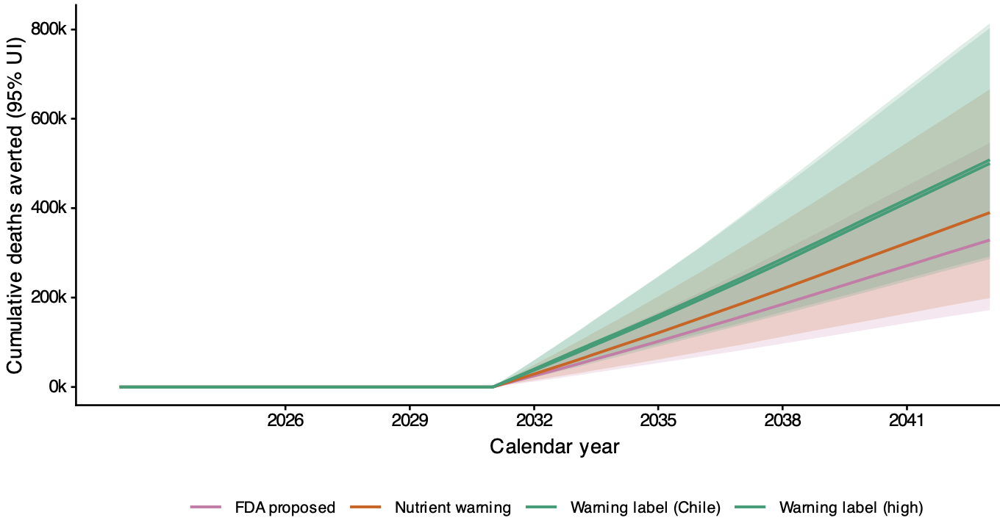 Cumulative deaths averted (95% UI)
800k
600k
400k
200k
0k
2026 2029 2032 2035 2038 2041
Calendar year
FDA proposed Nutrient warning Warning label (Chile) Warning label (high)